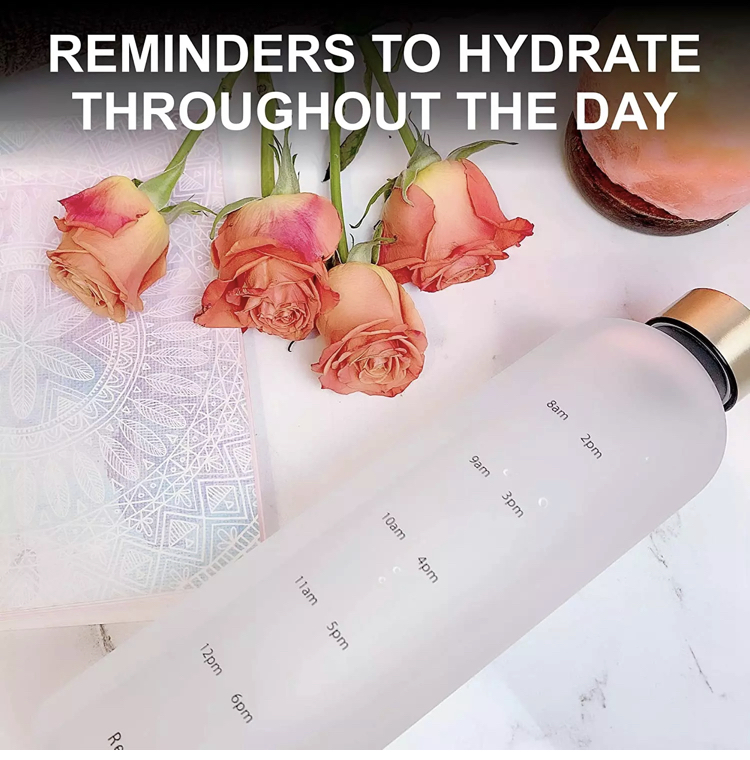 REMINDERS TO HYDRATE
THROUGHOUT THE DAY
8am 2pm
9am 3pm
10am 4pm
11am 5pm
12pm 6pm